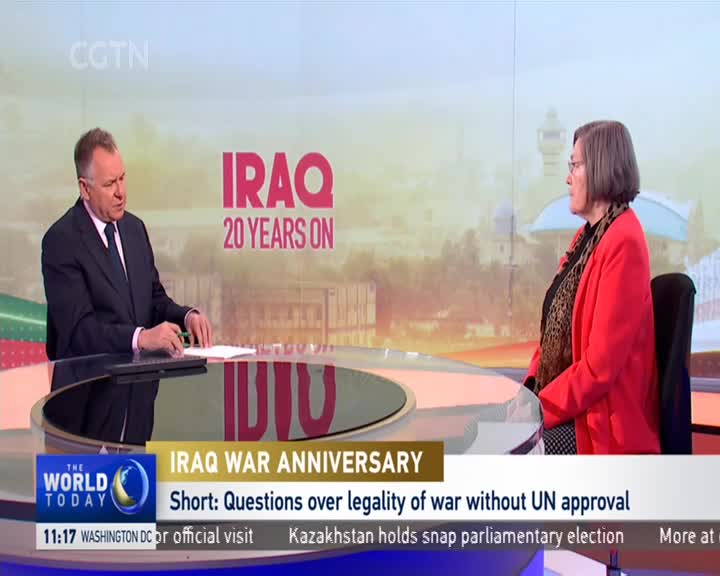 CGTN
IRAQ
20 YEARS ON
IRAQ WAR ANNIVERSARY
THE
WORLD
TODAY
Short: Questions over legality of war without UN approval
11:17 WASHINGTON DC
or official visit Kazakhstan holds snap parliamentary election More at